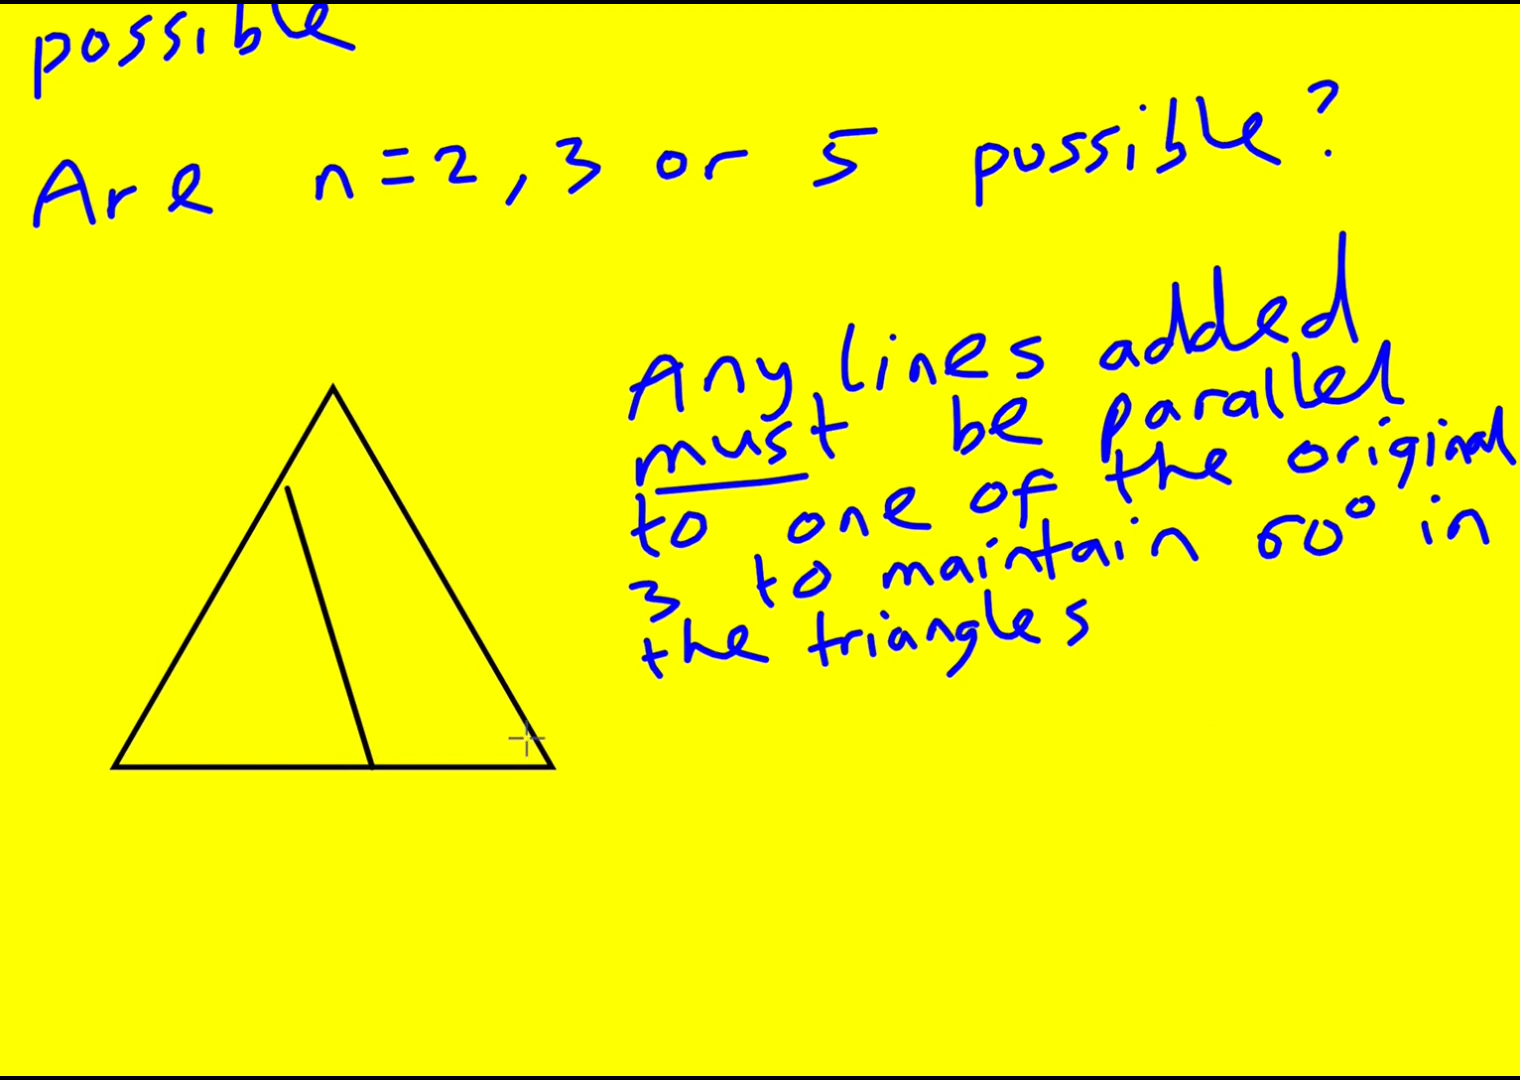 possible
Are n=2, 3 or 5 possible?
Any lines added
must be parallel
to one of the original
3 to maintain 60° in
the triangles